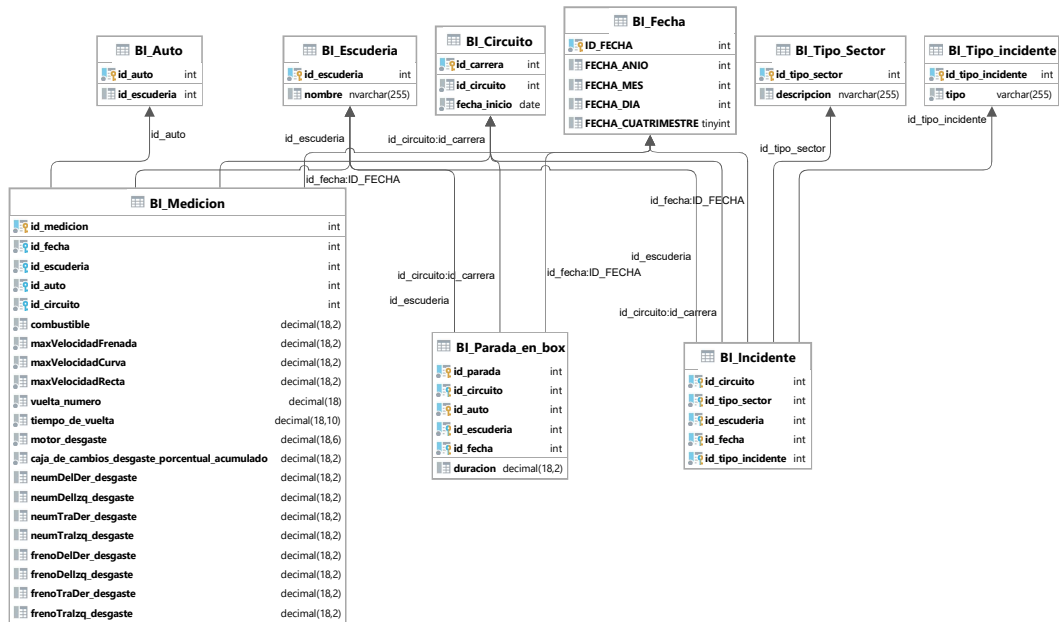 BI_Auto
id_auto int
id_escuderia int
BI_Escuderia
id_escuderia int
nombre nvarchar(255)
BI_Circuito
id_carrera int
id_circuito int
fecha_inicio date
BI_Fecha
ID_FECHA int
FECHA_ANIO int
FECHA_MES int
FECHA_DIA int
FECHA_CUATRIMESTRE tinyint
BI_Tipo_Sector
id_tipo_sector int
descripcion nvarchar(255)
BI_Tipo_incidente
id_tipo_incidente int
tipo varchar(255)
id_auto
id_escuderia
id_circuito:id_carrera
id_tipo_sector
id_tipo_incidente
id_fecha:ID_FECHA
id_fecha:ID_FECHA
id_escuderia
id_circuito:id_carrera
id_fecha:ID_FECHA
id_escuderia
id_circuito:id_carrera
BI_Medicion
id_medicion int
id_fecha int
id_escuderia int
id_auto int
id_circuito int
combustible decimal(18,2)
maxVelocidadFrenada decimal(18,2)
maxVelocidadCurva decimal(18,2)
maxVelocidadRecta decimal(18,2)
vuelta_numero decimal(18)
tiempo_de_vuelta decimal(18,10)
motor_desgaste decimal(18,6)
caja_de_cambios_desgaste_porcentual_acumulado decimal(18,2)
neumDelDer_desgaste decimal(18,2)
neumDelIzq_desgaste decimal(18,2)
neumTraDer_desgaste decimal(18,2)
neumTraIzq_desgaste decimal(18,2)
frenoDelDer_desgaste decimal(18,2)
frenoDelIzq_desgaste decimal(18,2)
frenoTraDer_desgaste decimal(18,2)
frenoTraIzq_desgaste decimal(18,2)
BI_Parada_en_box
id_parada int
id_circuito int
id_auto int
id_escuderia int
id_fecha int
duracion decimal(18,2)
BI_Incidente
id_circuito int
id_tipo_sector int
id_escuderia int
id_fecha int
id_tipo_incidente int